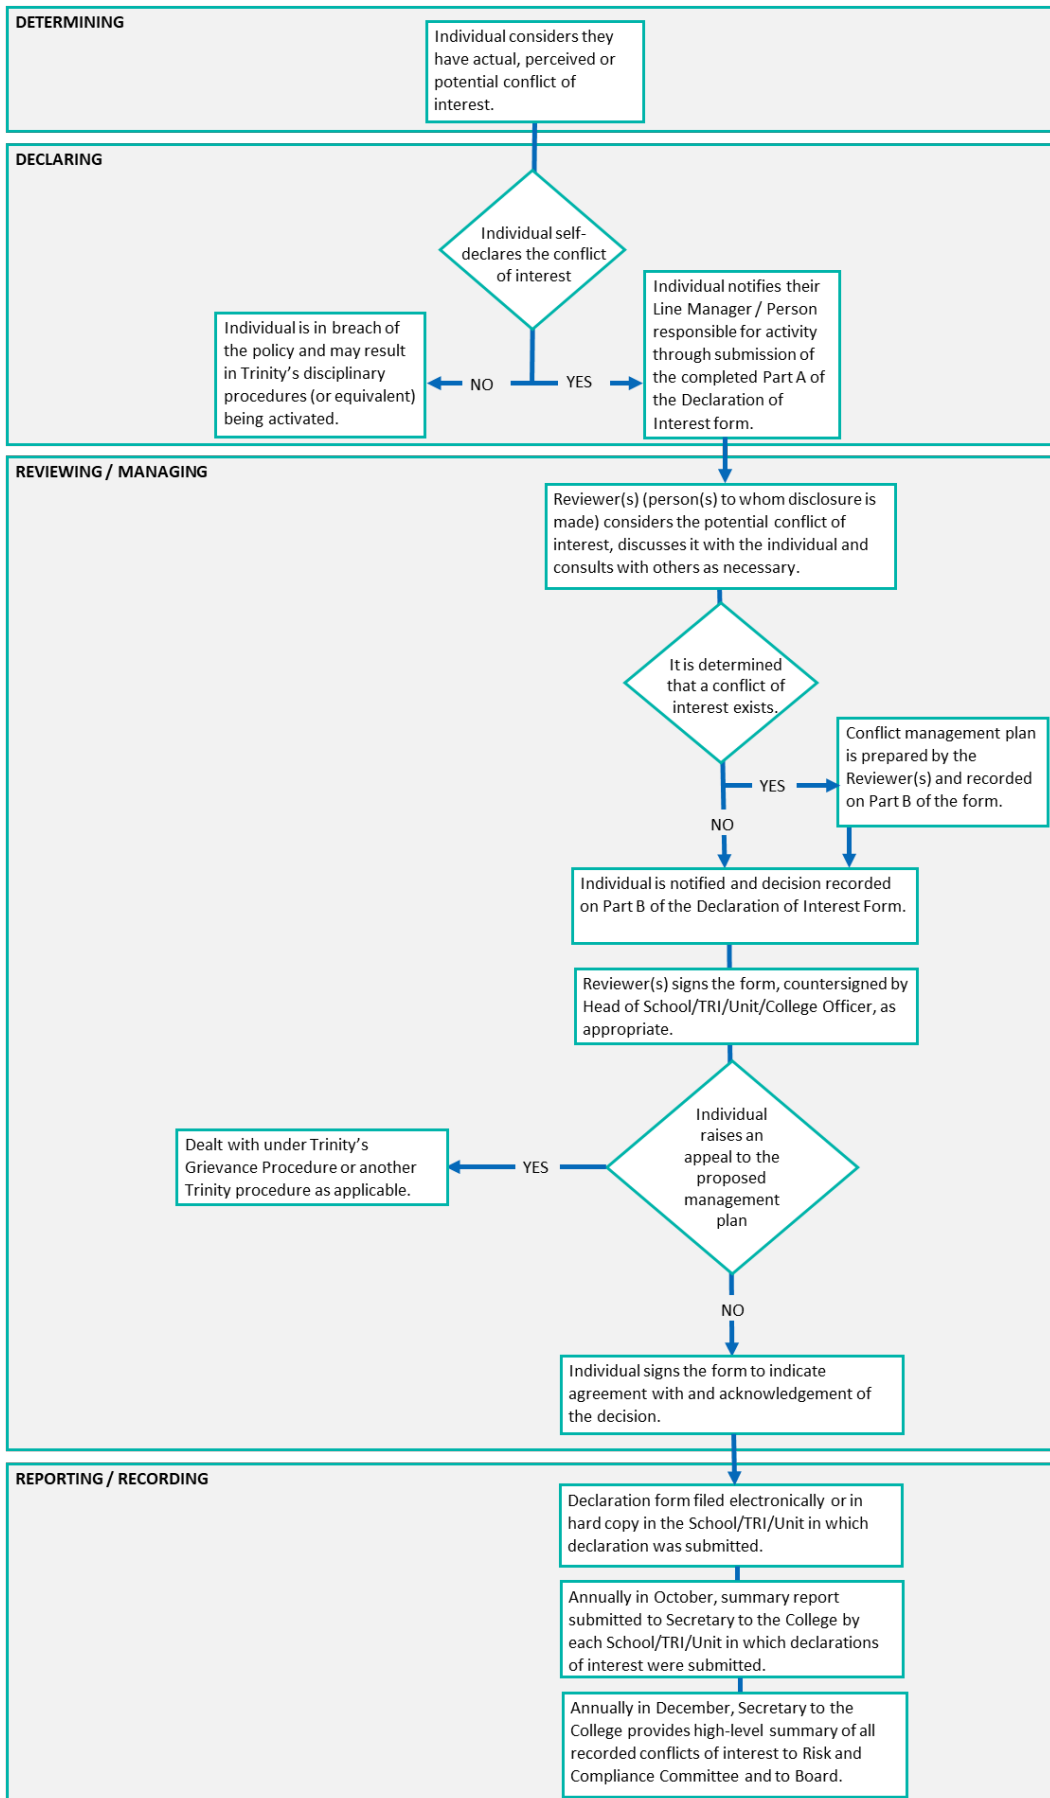 DETERMINING
Individual considers they
have actual, perceived or
potential conflict of
interest.
DECLARING
Individual self-
declares the conflict
of interest
Individual is in breach of
the policy and may result
in Trinity’s disciplinary
procedures (or equivalent)
being activated.
NO
YES
Individual notifies their
Line Manager / Person
responsible for activity
through submission of
the completed Part A of
the Declaration of
Interest form.
REVIEWING / MANAGING
Reviewer(s) (person(s) to whom disclosure is
made) considers the potential conflict of
interest, discusses it with the individual and
consults with others as necessary.
It is determined
that a conflict of
interest exists.
YES
Conflict management plan
is prepared by the
Reviewer(s) and recorded
on Part B of the form.
NO
Individual is notified and decision recorded
on Part B of the Declaration of Interest Form.
Reviewer(s) signs the form, countersigned by
Head of School/TRI/Unit/College Officer, as
appropriate.
Individual
raises an
appeal to the
proposed
management
plan
YES
Dealt with under Trinity’s
Grievance Procedure or another
Trinity procedure as applicable.
NO
Individual signs the form to indicate
agreement with and acknowledgement of
the decision.
REPORTING / RECORDING
Declaration form filed electronically or in
hard copy in the School/TRI/Unit in which
declaration was submitted.
Annually in October, summary report
submitted to Secretary to the College by
each School/TRI/Unit in which declarations
of interest were submitted.
Annually in December, Secretary to the
College provides high-level summary of all
recorded conflicts of interest to Risk and
Compliance Committee and to Board.